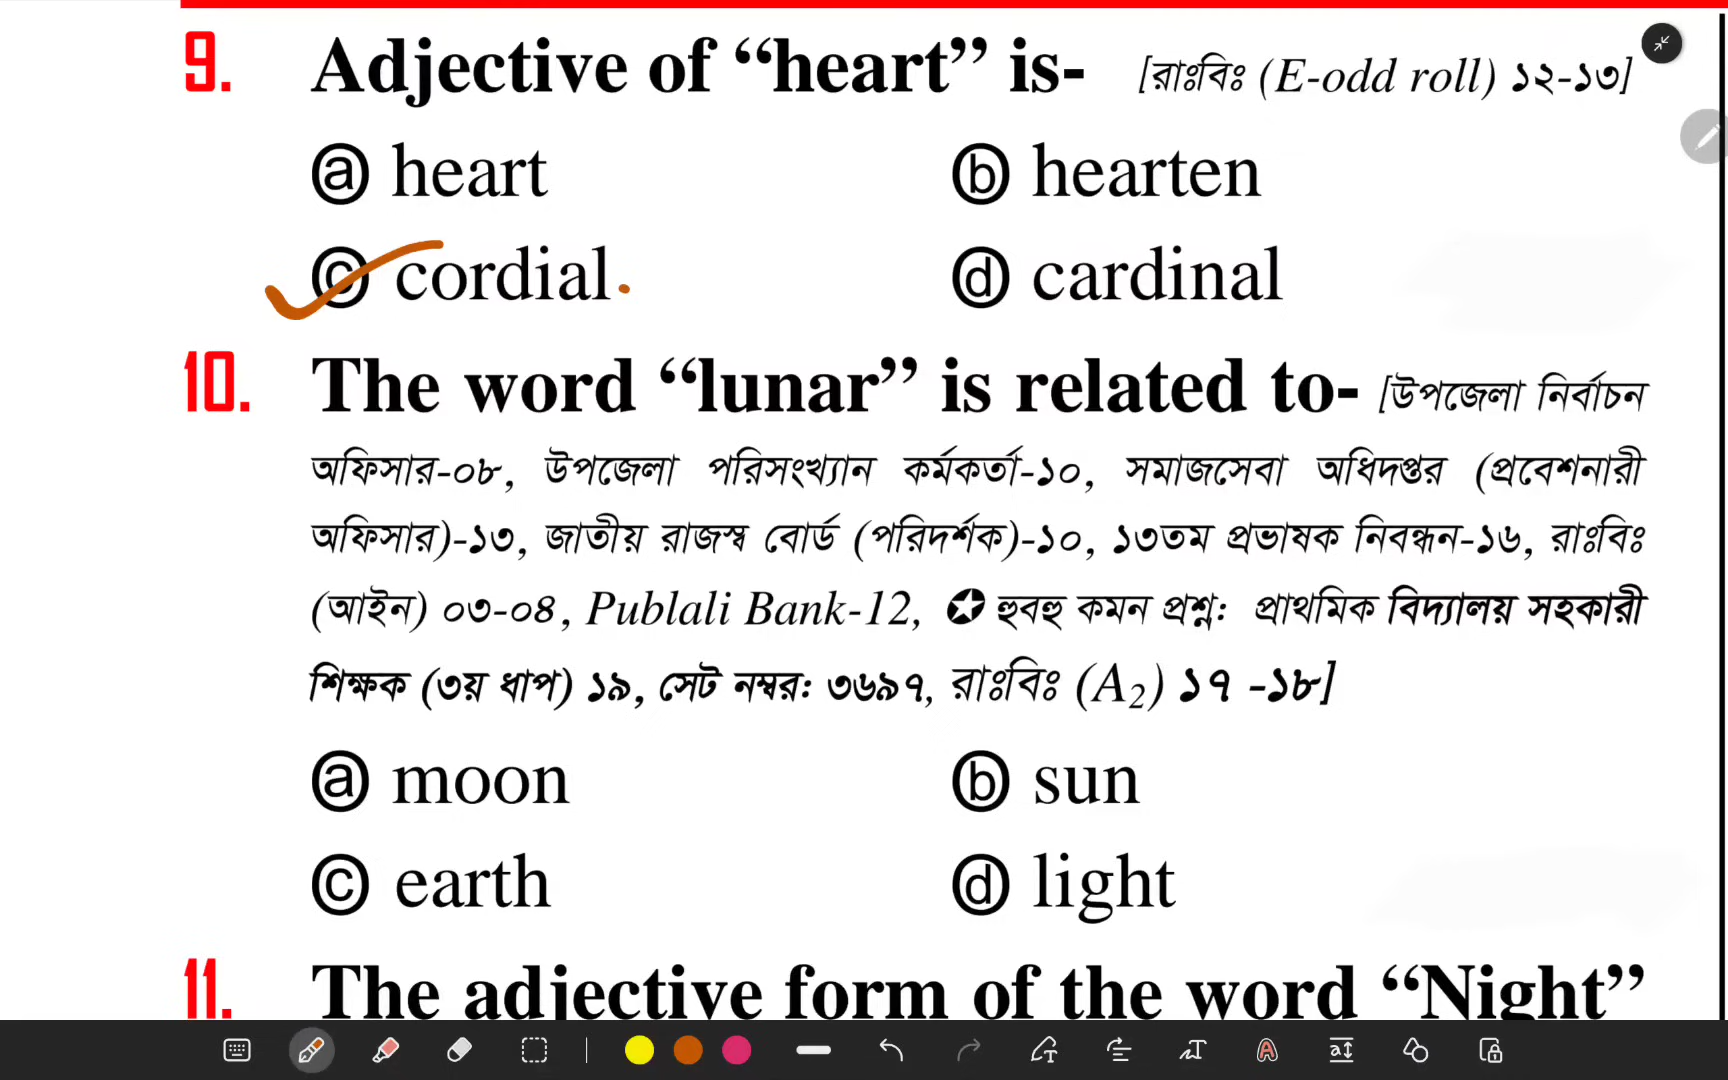 9. Adjective of “heart” is- [রাঃবিঃ (E-odd roll) ১২-১৩]
ⓐ heart ⓑ hearten
ⓒ cordial ⓓ cardinal
10. The word “lunar” is related to- [উপজেলা নির্বাচন
অফিসার-০৮, উপজেলা পরিসংখ্যান কর্মকর্তা-১০, সমাজসেবা অধিদপ্তর (প্রবেশনারী
অফিসার)-১৩, জাতীয় রাজস্ব বোর্ড (পরিদর্শক)-১০, ১৩তম প্রভাষক নিবন্ধন-১৬, রাঃবিঃ
(আইন) ০৩-০৪, Publali Bank-12, ✪ হুবহু কমন প্রশ্ন: প্রাথমিক বিদ্যালয় সহকারী
শিক্ষক (৩য় ধাপ) ১৯, সেট নম্বর: ৩৬৯৭, রাঃবিঃ (A₂) ১৭ -১৮]
ⓐ moon ⓑ sun
ⓒ earth ⓓ light
11. The adjective form of the word “Night”